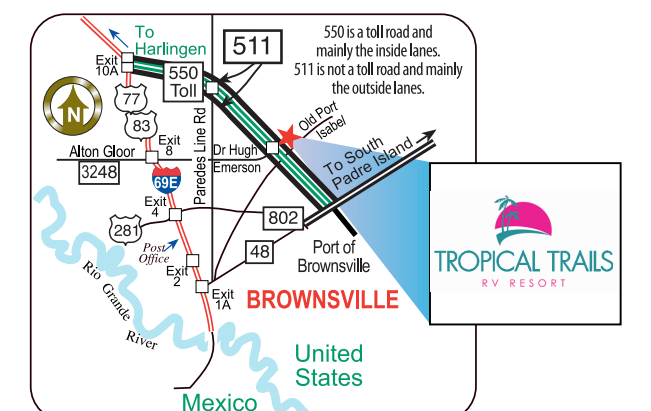 To
Harlingen
511
550 is a toll road and
mainly the inside lanes.
511 is not a toll road and mainly
the outside lanes.
Exit
10A
550
Toll
77
N
83
Old Port
Isabel
Paredes Line Rd
Exit
8
Alton Gloor
Dr Hugh
Emerson
3248
69E
To South
Padre Island
Exit
4
802
281
Post
Office
48
Port of
Brownsville
TROPICAL TRAILS
RV RESORT
Exit
2
Exit
1A
BROWNSVILLE
Rio Grande
River
United
States
Mexico